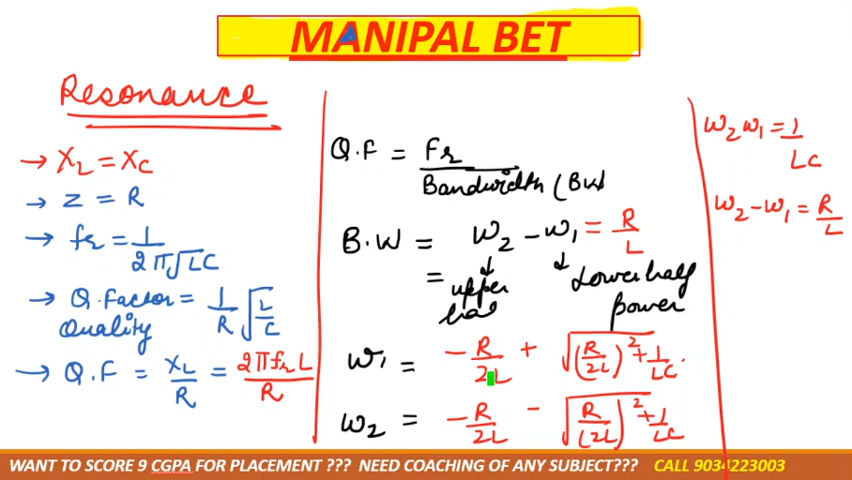 MANIPAL BET
Resonance
→ XL = XC
→ Z = R
→ fr = 1/2π√LC
→ Q.Factor = 1/R √L/C
Quality
→ Q.F = XL/R = 2πfrL/R
Q.F = Fr/Bandwidth (BW)
B.W = ω2 - ω1 = R/L
= upper Lower half
hal power
ω1 = -R/2L + √(R/2L)²+1/LC.
ω2 = -R/2L - √(R/(2L)²+1/LC
ω2ω1 = 1/LC
ω2-ω1 = R/L
WANT TO SCORE 9 CGPA FOR PLACEMENT ??? NEED COACHING OF ANY SUBJECT??? CALL 9034223003